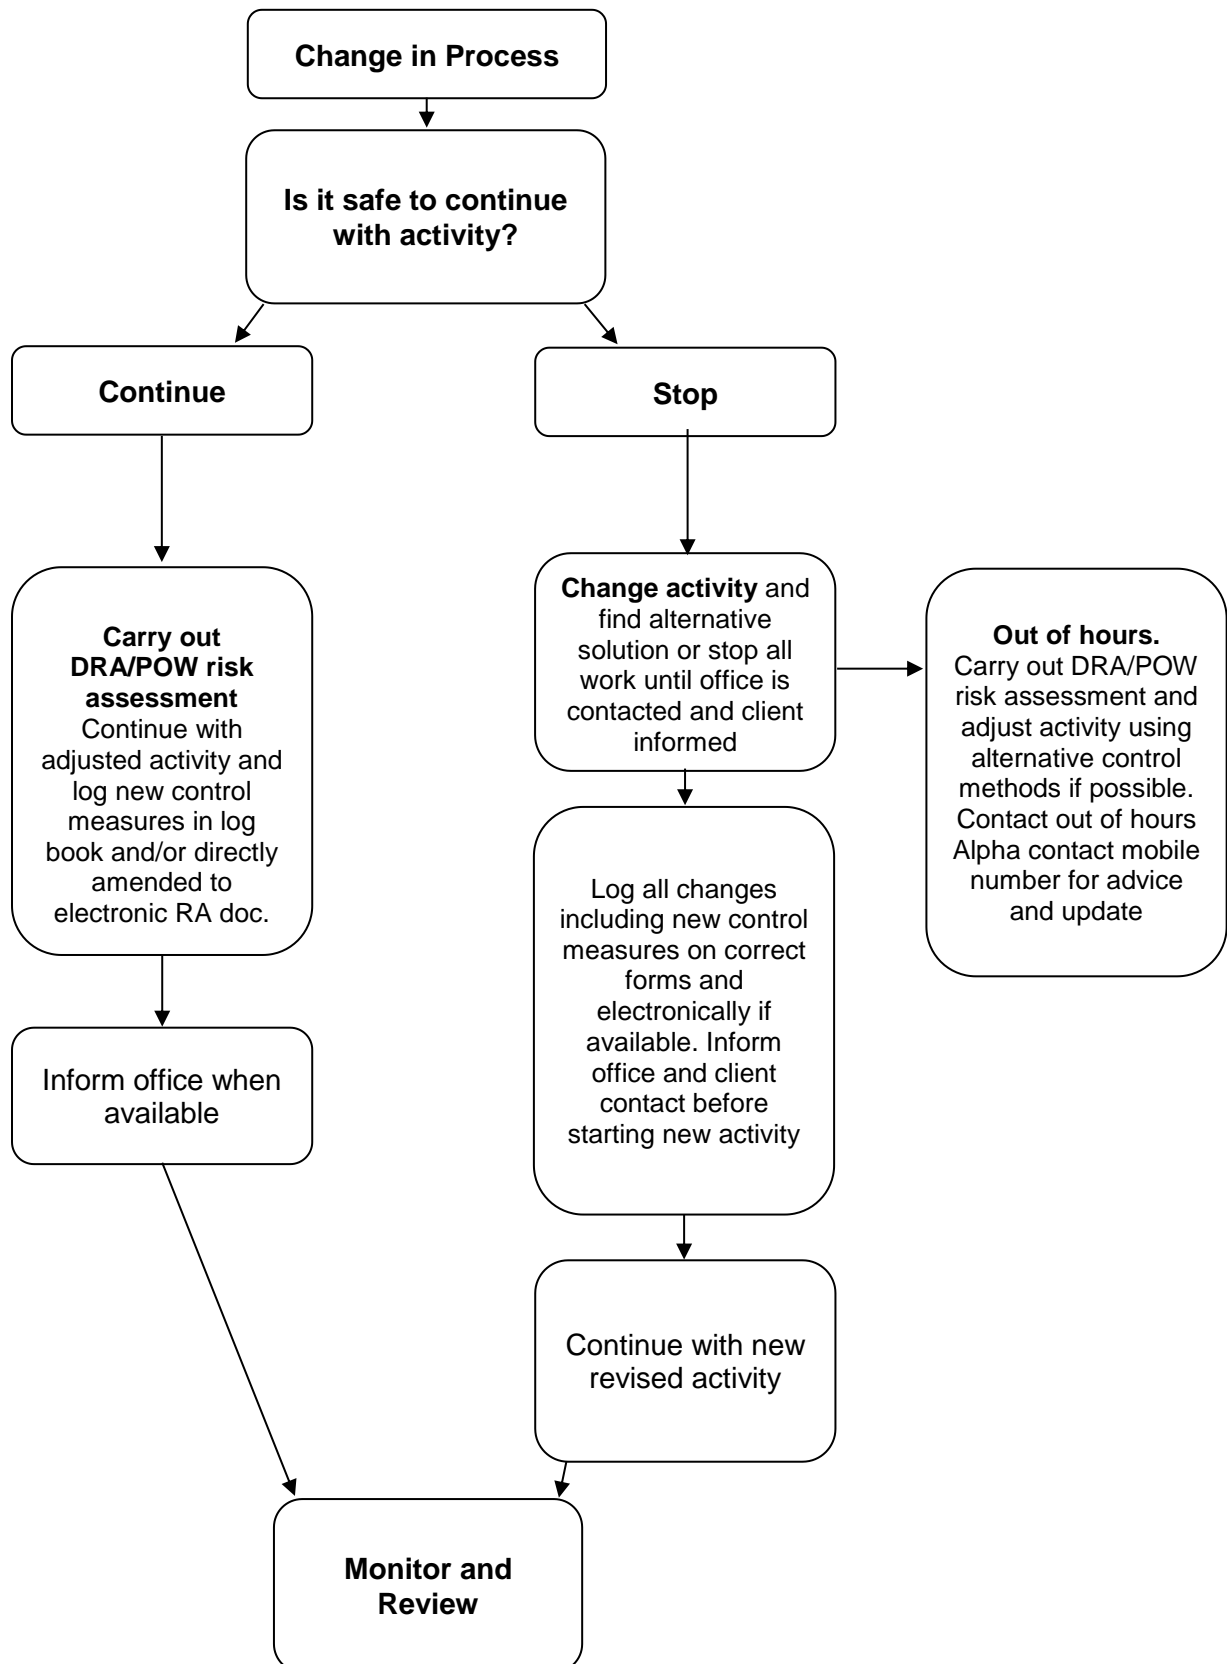 Change in Process
Is it safe to continue
with activity?
Continue
Stop
Carry out
DRA/POW risk
assessment
Continue with
adjusted activity and
log new control
measures in log
book and/or directly
amended to
electronic RA doc.
Change activity and
find alternative
solution or stop all
work until office is
contacted and client
informed
Out of hours.
Carry out DRA/POW
risk assessment and
adjust activity using
alternative control
methods if possible.
Contact out of hours
Alpha contact mobile
number for advice
and update
Inform office when
available
Log all changes
including new control
measures on correct
forms and
electronically if
available. Inform
office and client
contact before
starting new activity
Continue with new
revised activity
Monitor and
Review